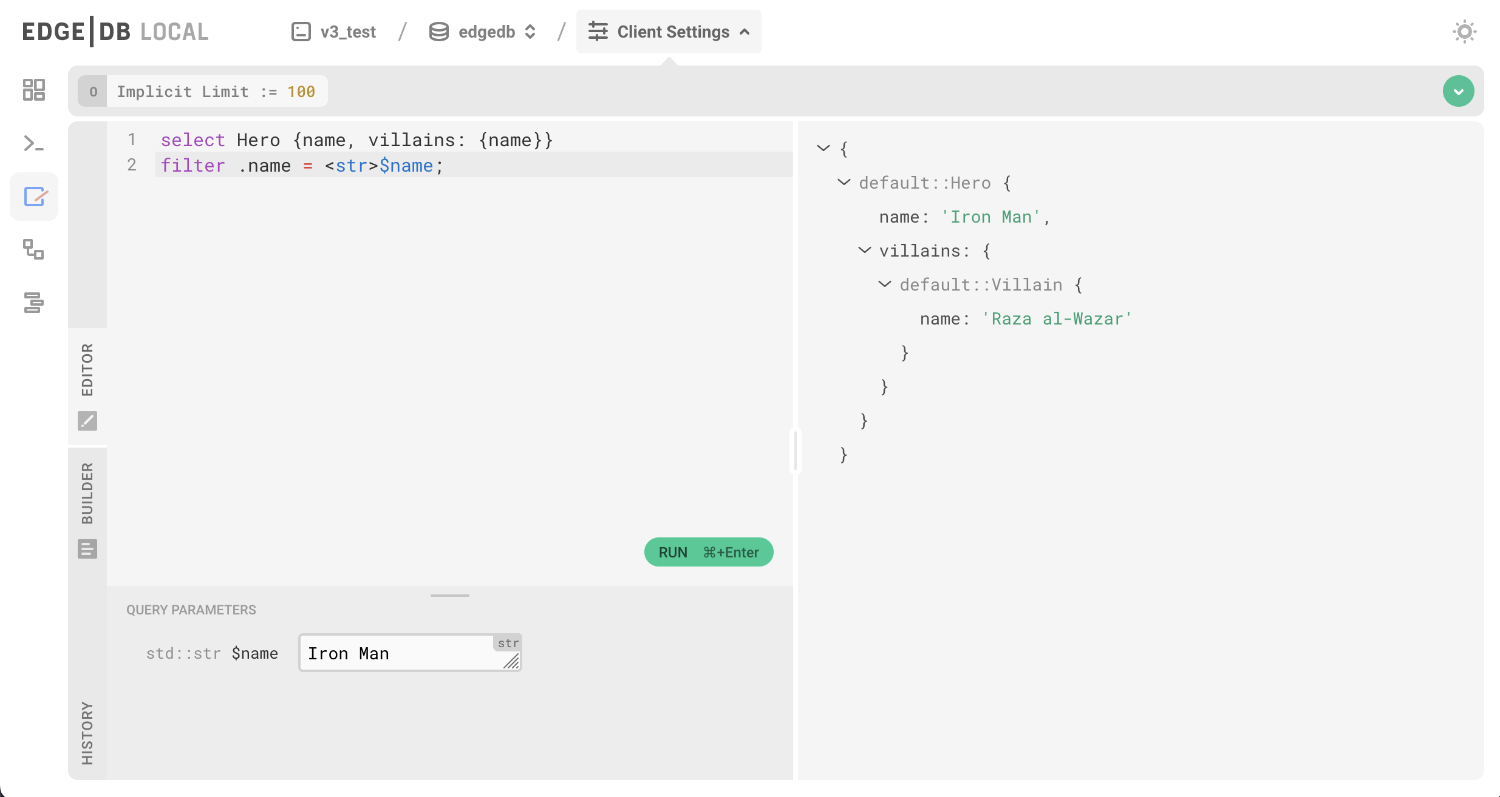 EDGE|DB LOCAL
v3_test / edgedb / Client Settings
0 Implicit Limit := 100
1 select Hero {name, villains: {name}}
2 filter .name = <str>$name;
EDITOR
BUILDER
HISTORY
RUN ⌘+Enter
QUERY PARAMETERS
std::str $name Iron Man str
{
default::Hero {
name: 'Iron Man',
villains: {
default::Villain {
name: 'Raza al-Wazar'
}
}
}
}